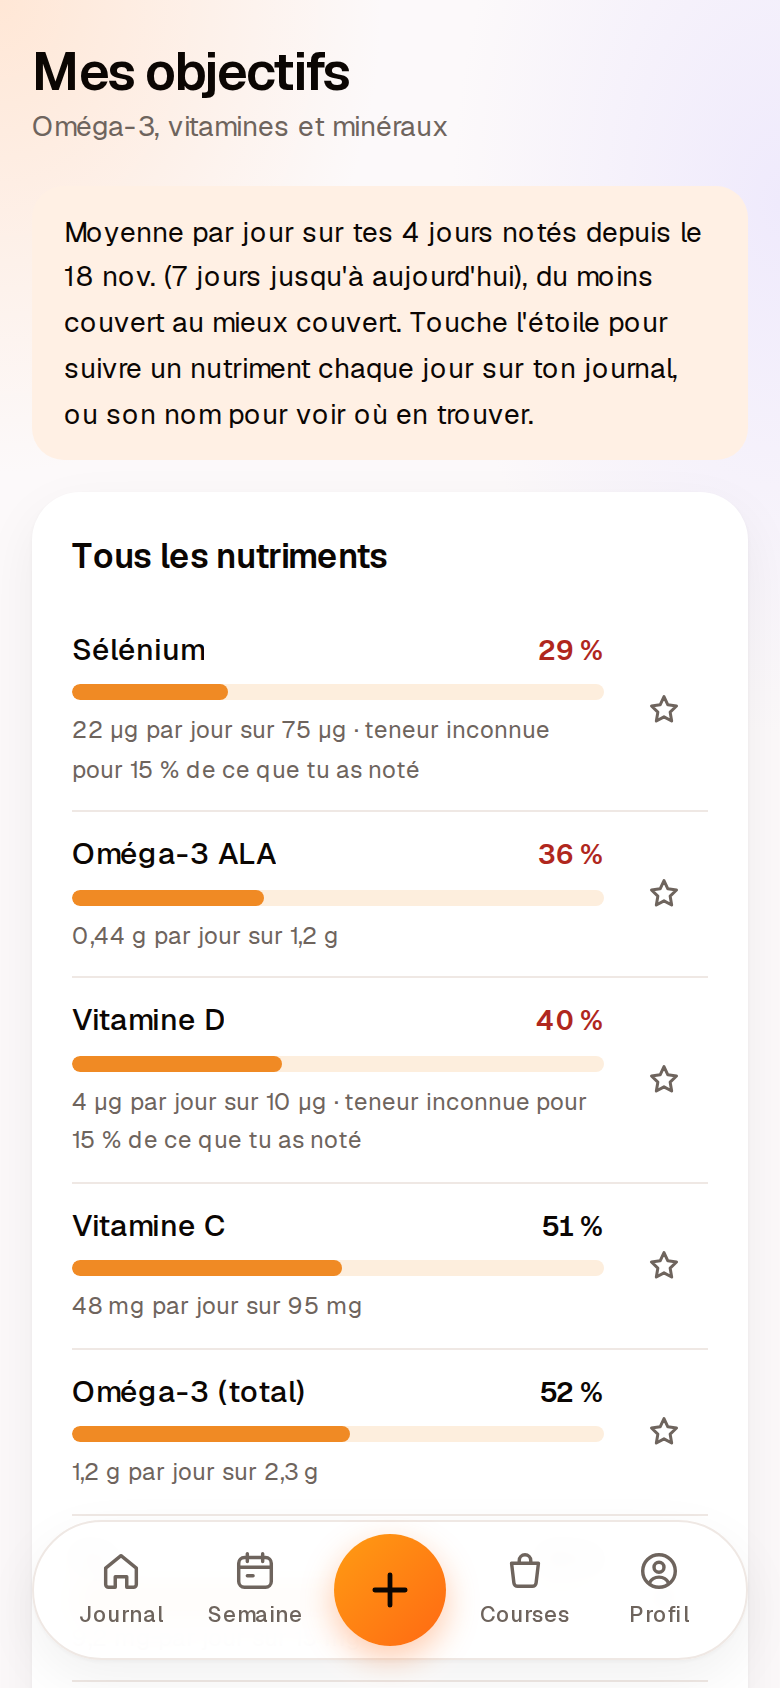 Mes objectifs
Oméga-3, vitamines et minéraux
Moyenne par jour sur tes 4 jours notés depuis le
18 nov. (7 jours jusqu'à aujourd'hui), du moins
couvert au mieux couvert. Touche l'étoile pour
suivre un nutriment chaque jour sur ton journal,
ou son nom pour voir où en trouver.
Tous les nutriments
Sélénium 29 %
22 µg par jour sur 75 µg · teneur inconnue
pour 15 % de ce que tu as noté
Oméga-3 ALA 36 %
0,44 g par jour sur 1,2 g
Vitamine D 40 %
4 µg par jour sur 10 µg · teneur inconnue pour
15 % de ce que tu as noté
Vitamine C 51 %
48 mg par jour sur 95 mg
Oméga-3 (total) 52 %
1,2 g par jour sur 2,3 g
Journal Semaine Courses Profil